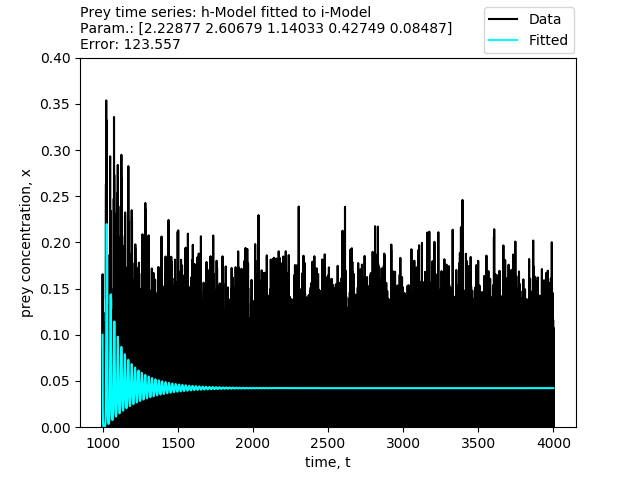 Prey time series: h-Model fitted to i-Model
Param.: [2.22877 2.60679 1.14033 0.42749 0.08487]
Error: 123.557
Data
Fitted
0.40
0.35
0.30
0.25
0.20
0.15
0.10
0.05
0.00
prey concentration, x
1000 1500 2000 2500 3000 3500 4000
time, t